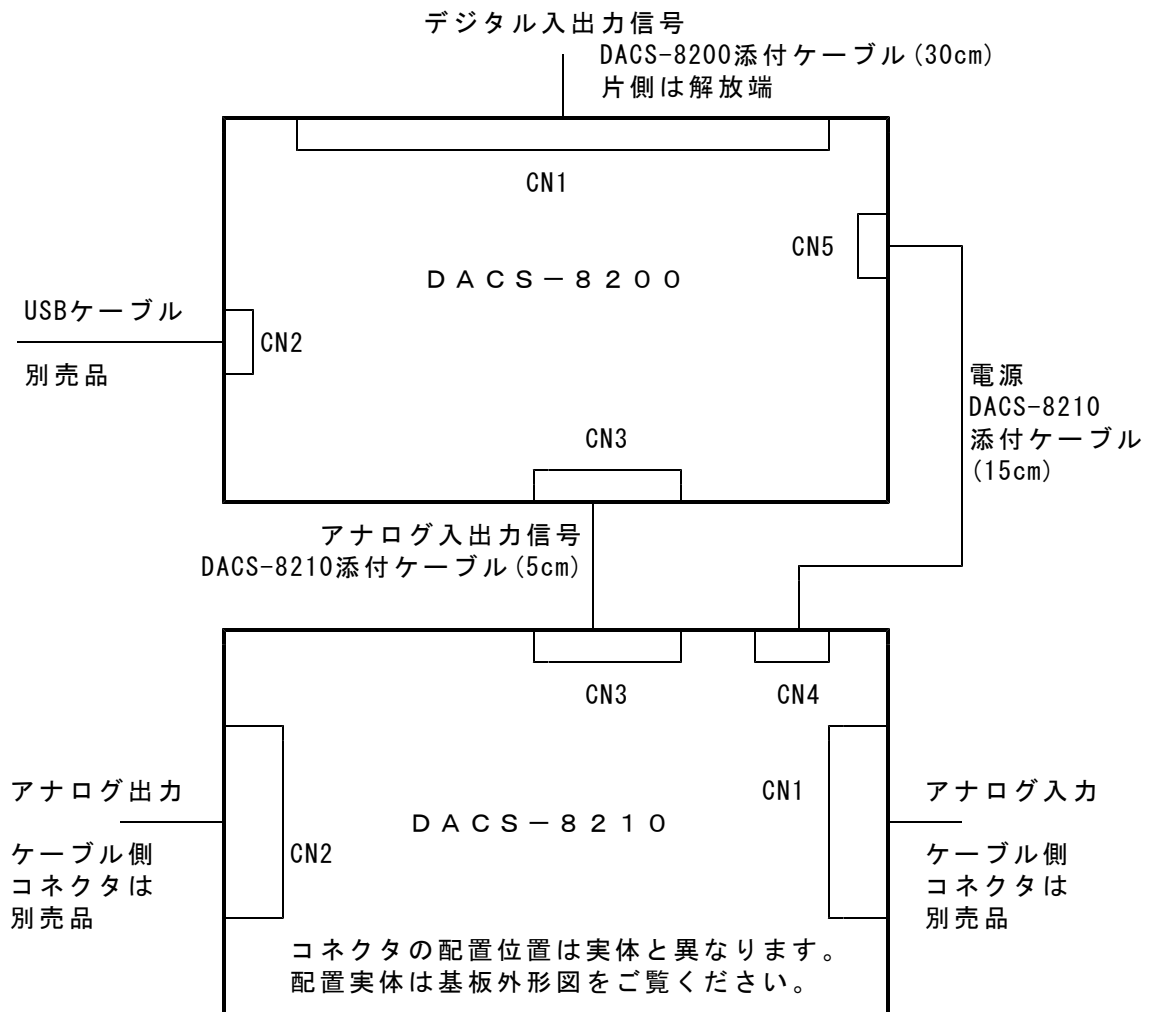 デジタル入出力信号
DACS-8200添付ケーブル(30cm)
片側は解放端
CN1
CN5
DACS-8200
USBケーブル
CN2
別売品
電源
DACS-8210
添付ケーブル
(15cm)
CN3
アナログ入出力信号
DACS-8210添付ケーブル(5cm)
CN3
CN4
アナログ出力
CN1
アナログ入力
DACS-8210
ケーブル側
コネクタは
別売品
CN2
ケーブル側
コネクタは
別売品
コネクタの配置位置は実体と異なります。
配置実体は基板外形図をご覧ください。